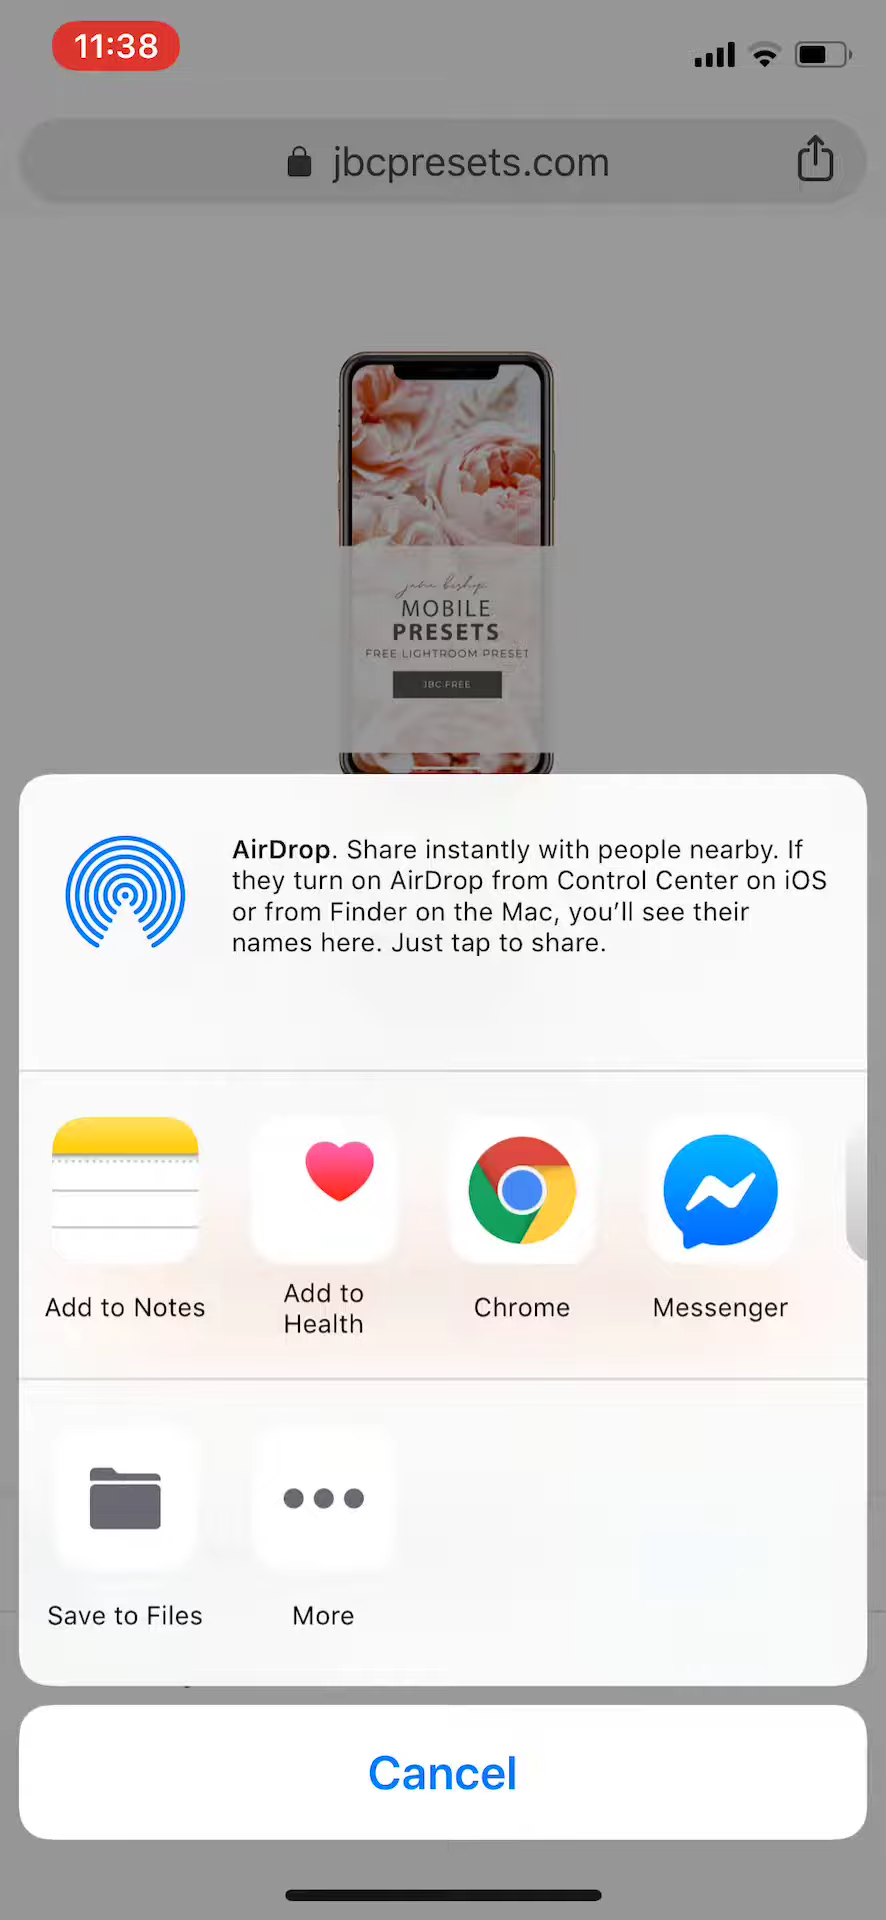 11:38
jbcpresets.com
jana bishop
MOBILE
PRESETS
FREE LIGHTROOM PRESET
JBC FREE
AirDrop. Share instantly with people nearby. If
they turn on AirDrop from Control Center on iOS
or from Finder on the Mac, you’ll see their
names here. Just tap to share.
Add to Notes
Add to
Health
Chrome
Messenger
Save to Files
More
Cancel